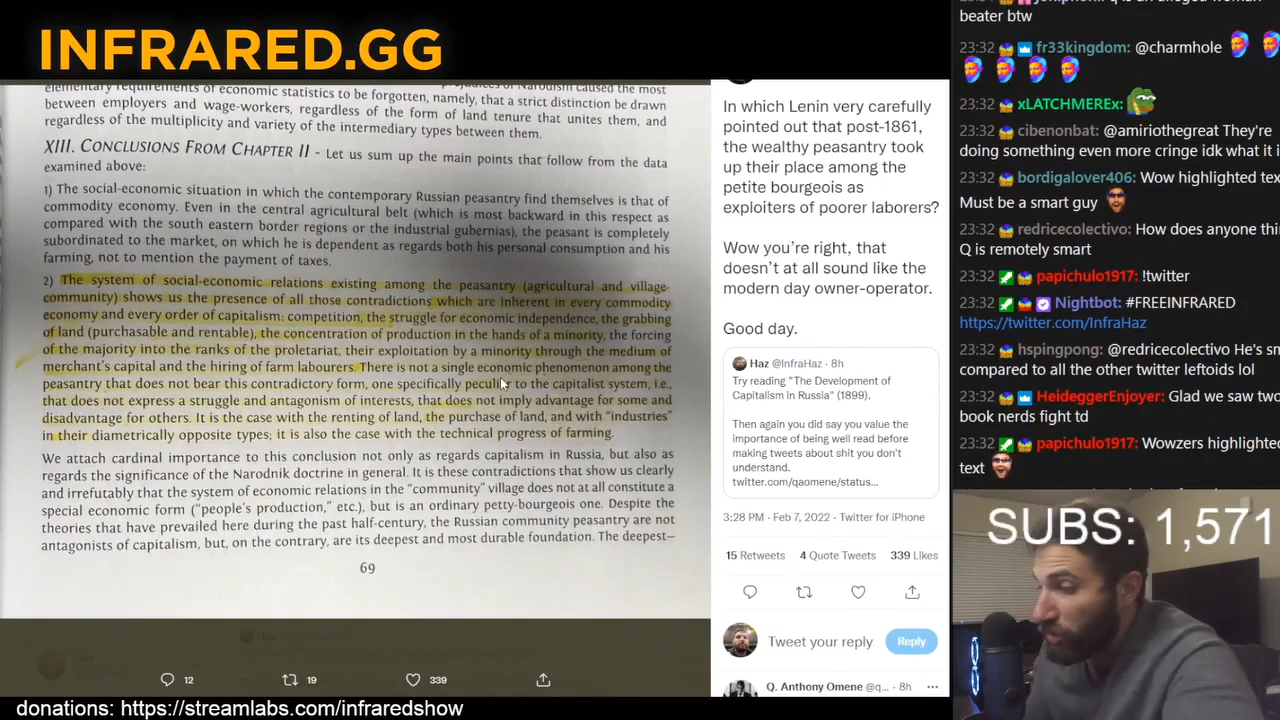 INFRARED.GG
elementary requirements of economic statistics to be forgotten, namely, that a strict distinction be drawn
between employers and wage-workers, regardless of the form of land tenure that unites them, and
regardless of the multiplicity and variety of the intermediary types between them.
XIII. CONCLUSIONS FROM CHAPTER II - Let us sum up the main points that follow from the data
examined above:
1) The social-economic situation in which the contemporary Russian peasantry find themselves is that of
commodity economy. Even in the central agricultural belt (which is most backward in this respect as
compared with the south eastern border regions or the industrial gubernias), the peasant is completely
subordinated to the market, on which he is dependent as regards both his personal consumption and his
farming, not to mention the payment of taxes.
2) The system of social-economic relations existing among the peasantry (agricultural and village-
community) shows us the presence of all those contradictions which are inherent in every commodity
economy and every order of capitalism: competition, the struggle for economic independence, the grabbing
of land (purchasable and rentable), the concentration of production in the hands of a minority, the forcing
of the majority into the ranks of the proletariat, their exploitation by a minority through the medium of
merchant's capital and the hiring of farm labourers. There is not a single economic phenomenon among the
peasantry that does not bear this contradictory form, one specifically peculiar to the capitalist system, i.e.,
that does not express a struggle and antagonism of interests, that does not imply advantage for some and
disadvantage for others. It is the case with the renting of land, the purchase of land, and with “industries”
in their diametrically opposite types; it is also the case with the technical progress of farming.
We attach cardinal importance to this conclusion not only as regards capitalism in Russia, but also as
regards the significance of the Narodnik doctrine in general. It is these contradictions that show us clearly
and irrefutably that the system of economic relations in the “community” village does not at all constitute a
special economic form (“people's production,” etc.), but is an ordinary petty-bourgeois one. Despite the
theories that have prevailed here during the past half-century, the Russian community peasantry are not
antagonists of capitalism, but, on the contrary, are its deepest and most durable foundation. The deepest—
69
12
19
339
donations: https://streamlabs.com/infraredshow
In which Lenin very carefully
pointed out that post-1861,
the wealthy peasantry took
up their place among the
petite bourgeois as
exploiters of poorer laborers?
Wow you're right, that
doesn't at all sound like the
modern day owner-operator.
Good day.
Haz @InfraHaz · 8h
Try reading "The Development of
Capitalism in Russia" (1899).
Then again you did say you value the
importance of being well read before
making tweets about shit you don't
understand.
twitter.com/qaomene/status...
3:28 PM · Feb 7, 2022 · Twitter for iPhone
15 Retweets 4 Quote Tweets 339 Likes
Tweet your reply
Reply
Q. Anthony Omene @q... · 8h
beater btw
23:32 fr33kingdom: @charmhole
23:32 xLATCHMEREx:
23:32 cibenonbat: @amiriothegreat They're
doing something even more cringe idk what it i
23:32 bordigalover406: Wow highlighted tex
Must be a smart guy
23:32 redricecolectivo: How does anyone thin
Q is remotely smart
23:32 papichulo1917: !twitter
23:32 Nightbot: #FREEINFRARED
https://twitter.com/InfraHaz
23:32 hspingpong: @redricecolectivo He's sm
compared to all the other twitter leftoids lol
23:32 HeideggerEnjoyer: Glad we saw two
book nerds fight td
23:32 papichulo1917: Wowzers highlighted
text
SUBS: 1,571